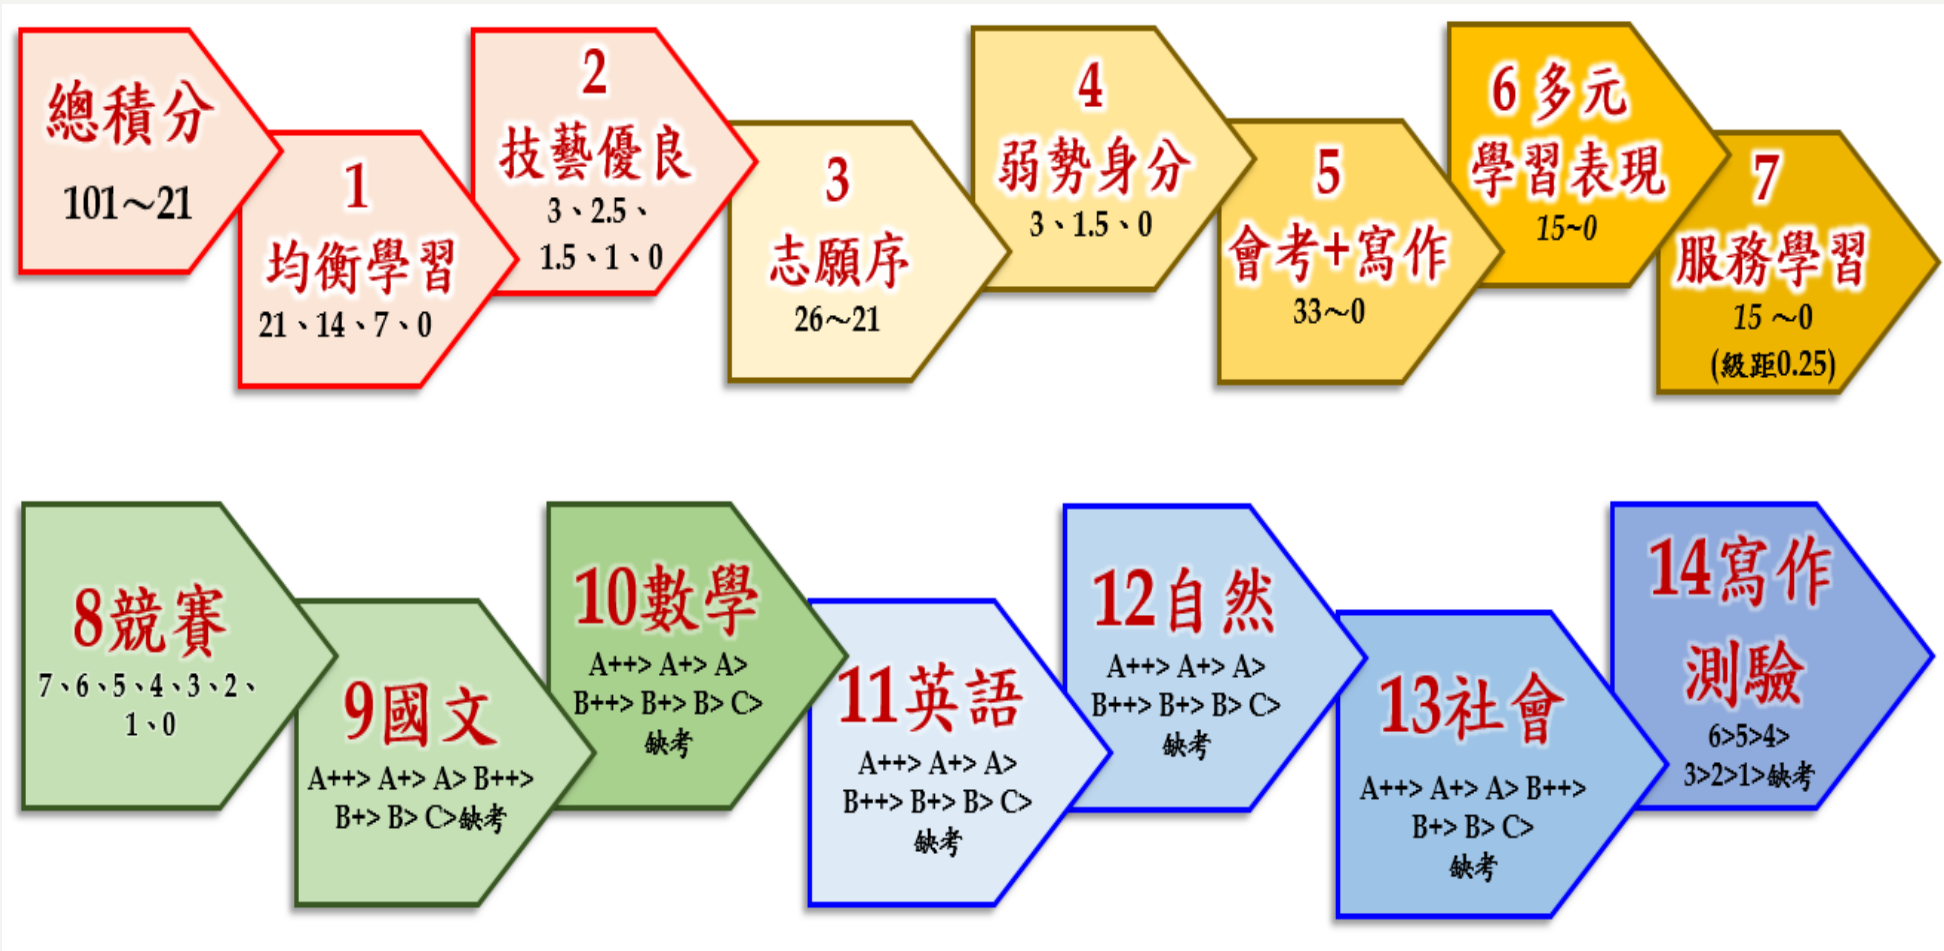 總積分
101～21
1
均衡學習
21、14、7、0
2
技藝優良
3、2.5、
1.5、1、0
3
志願序
26～21
4
弱勢身分
3、1.5、0
5
會考+寫作
33～0
6 多元
學習表現
15~0
7
服務學習
15 ～0
(級距0.25)
8競賽
7、6、5、4、3、2、
1、0
9國文
A++> A+> A> B++>
B+> B> C>缺考
10數學
A++> A+> A>
B++> B+> B> C>
缺考
11英語
A++> A+> A>
B++> B+> B> C>
缺考
12自然
A++> A+> A>
B++> B+> B> C>
缺考
13社會
A++> A+> A> B++>
B+> B> C>
缺考
14寫作
測驗
6>5>4>
3>2>1>缺考